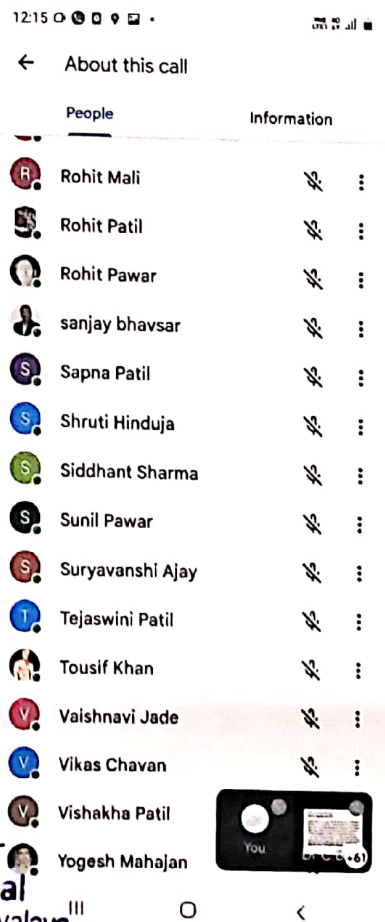 12:15
About this call
People
Information
R Rohit Mali
Rohit Patil
Rohit Pawar
sanjay bhavsar
S Sapna Patil
S Shruti Hinduja
S Siddhant Sharma
S Sunil Pawar
S Suryavanshi Ajay
T Tejaswini Patil
Tousif Khan
V Vaishnavi Jade
V Vikas Chavan
V Vishakha Patil
You
+61
Yogesh Mahajan
al